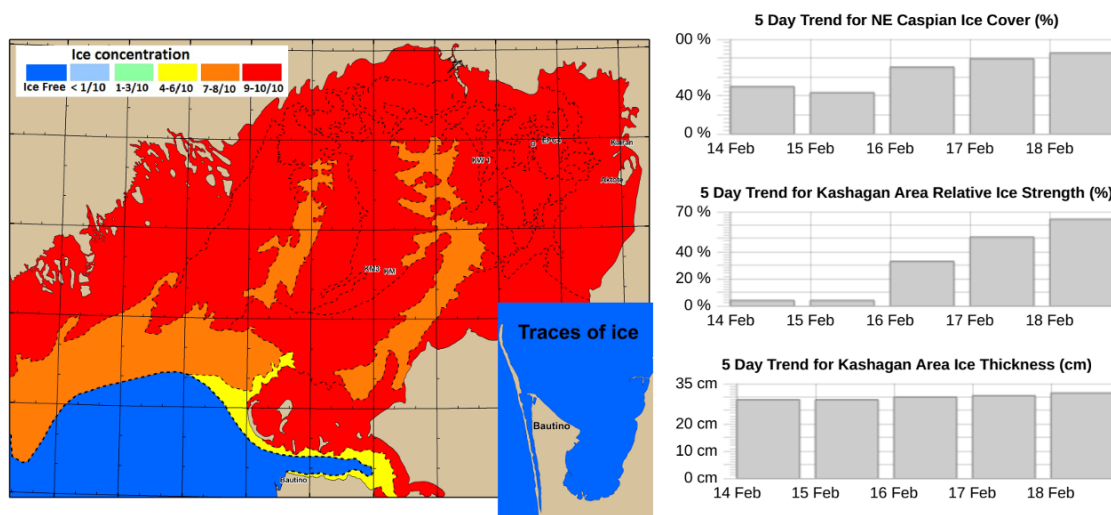 Ice concentration
Ice Free < 1/10 1-3/10 4-6/10 7-8/10 9-10/10
KM 1
D EPC4
Kairan
Aktote
KM3 KM
Bautino
Traces of ice
Bautino
5 Day Trend for NE Caspian Ice Cover (%)
00 %
40 %
0 %
14 Feb 15 Feb 16 Feb 17 Feb 18 Feb
5 Day Trend for Kashagan Area Relative Ice Strength (%)
70 %
40 %
20 %
0 %
14 Feb 15 Feb 16 Feb 17 Feb 18 Feb
5 Day Trend for Kashagan Area Ice Thickness (cm)
35 cm
20 cm
10 cm
0 cm
14 Feb 15 Feb 16 Feb 17 Feb 18 Feb